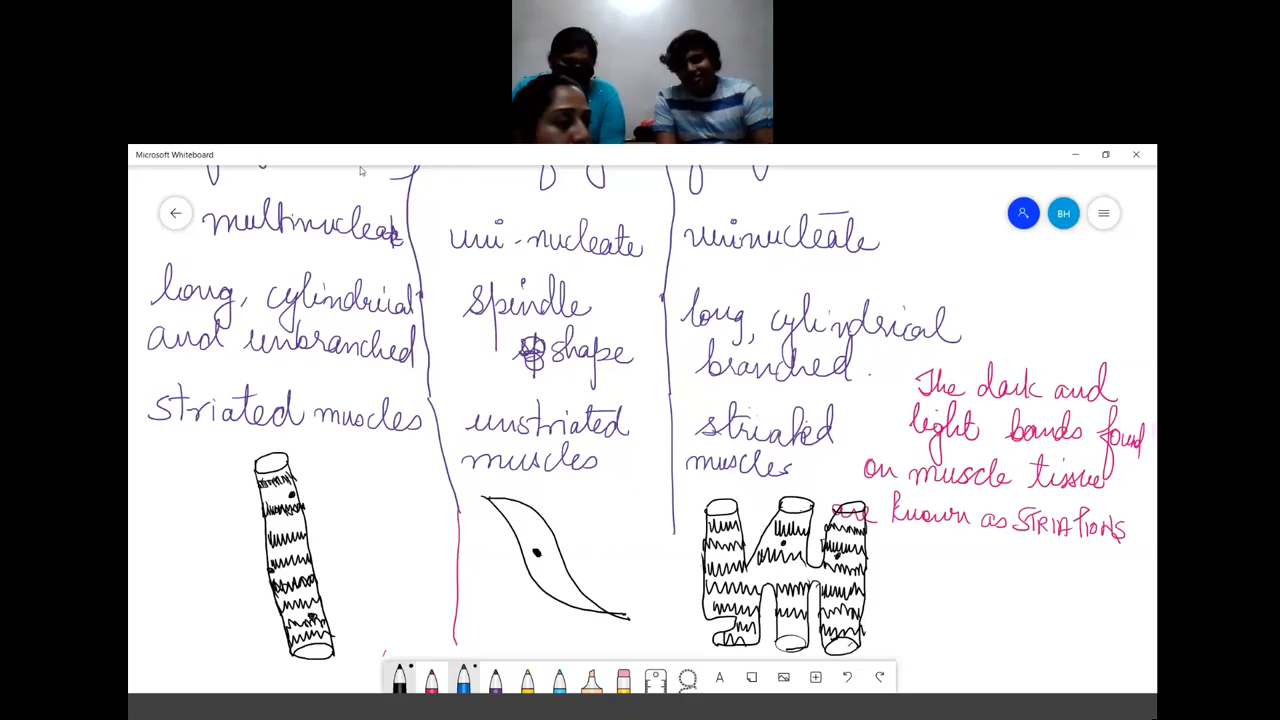 Microsoft Whiteboard
BH
multinucleate
long, cylindrical
and unbranched
striated muscles
uni-nucleate
spindle
shape
unstriated
muscles
uninucleate
long, cylindrical
branched.
striated
muscles
The dark and
light bands found
on muscle tissue
are known as STRIATIONS
A